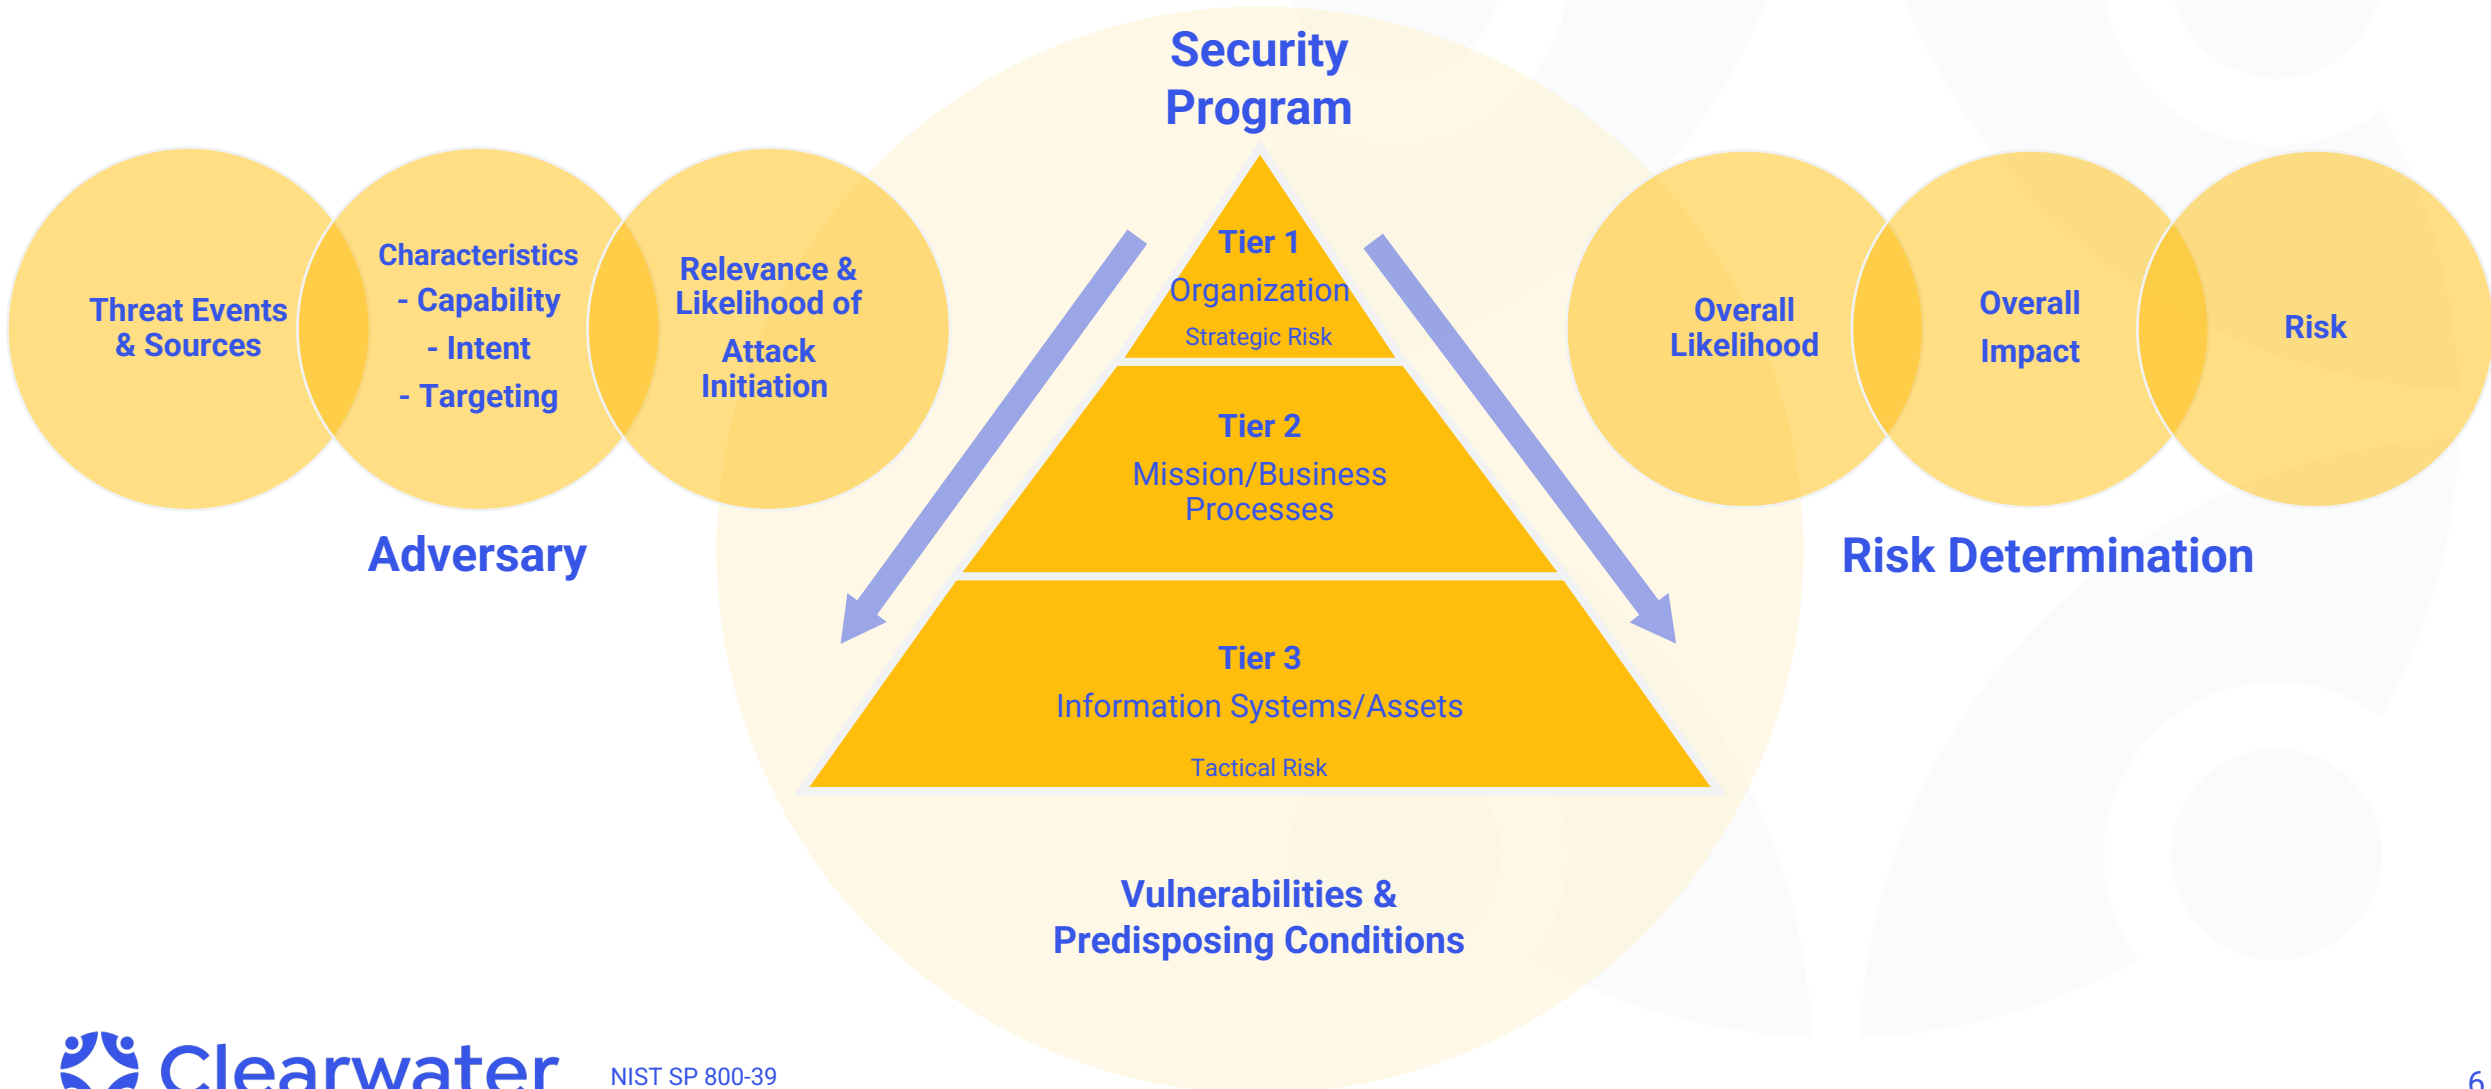 Security
Program
Threat Events
& Sources
Characteristics
- Capability
- Intent
- Targeting
Relevance &
Likelihood of
Attack
Initiation
Adversary
Tier 1
Organization
Strategic Risk
Tier 2
Mission/Business
Processes
Tier 3
Information Systems/Assets
Tactical Risk
Vulnerabilities &
Predisposing Conditions
Overall
Likelihood
Overall
Impact
Risk
Risk Determination
Clearwater
NIST SP 800-39
6